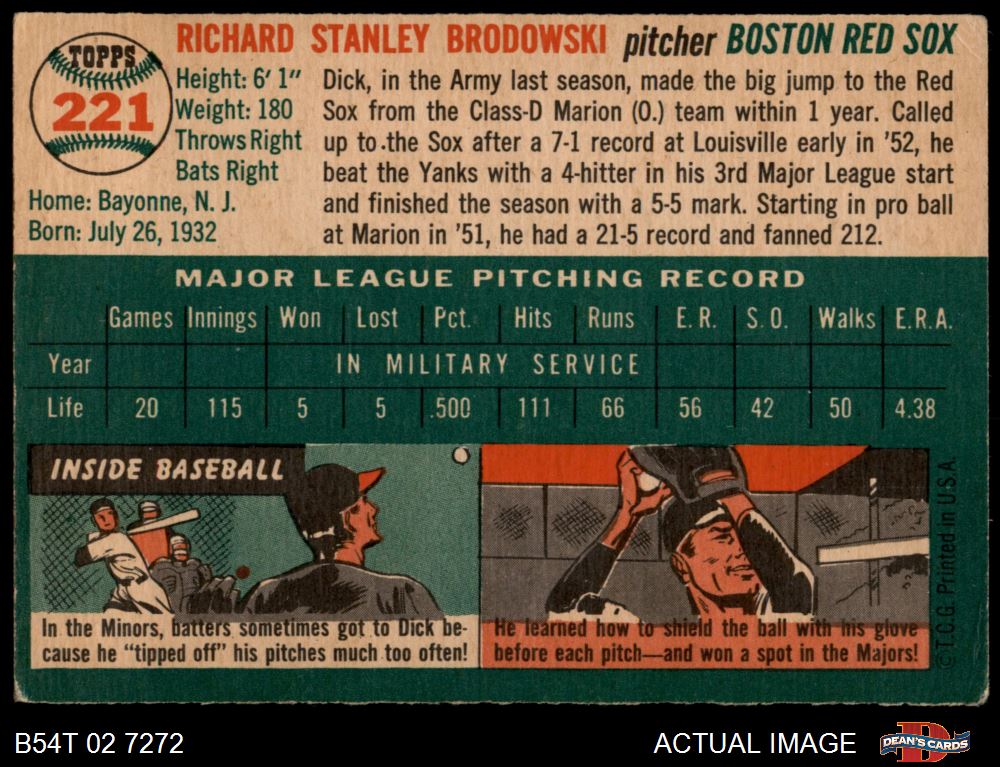 TOPPS
221
RICHARD STANLEY BRODOWSKI pitcher BOSTON RED SOX
Height: 6' 1"
Weight: 180
Throws Right
Bats Right
Home: Bayonne, N. J.
Born: July 26, 1932
Dick, in the Army last season, made the big jump to the Red
Sox from the Class-D Marion (O.) team within 1 year. Called
up to the Sox after a 7-1 record at Louisville early in '52, he
beat the Yanks with a 4-hitter in his 3rd Major League start
and finished the season with a 5-5 mark. Starting in pro ball
at Marion in '51, he had a 21-5 record and fanned 212.
MAJOR LEAGUE PITCHING RECORD
Games Innings Won Lost Pct. Hits Runs E. R. S. O. Walks E.R.A.
Year IN MILITARY SERVICE
Life 20 115 5 5 .500 111 66 56 42 50 4.38
INSIDE BASEBALL
In the Minors, batters sometimes got to Dick be-
cause he "tipped off" his pitches much too often!
He learned how to shield the ball with his glove
before each pitch—and won a spot in the Majors!
© T.C.G. Printed in U.S.A.
B54T 02 7272
ACTUAL IMAGE
DEAN'S CARDS